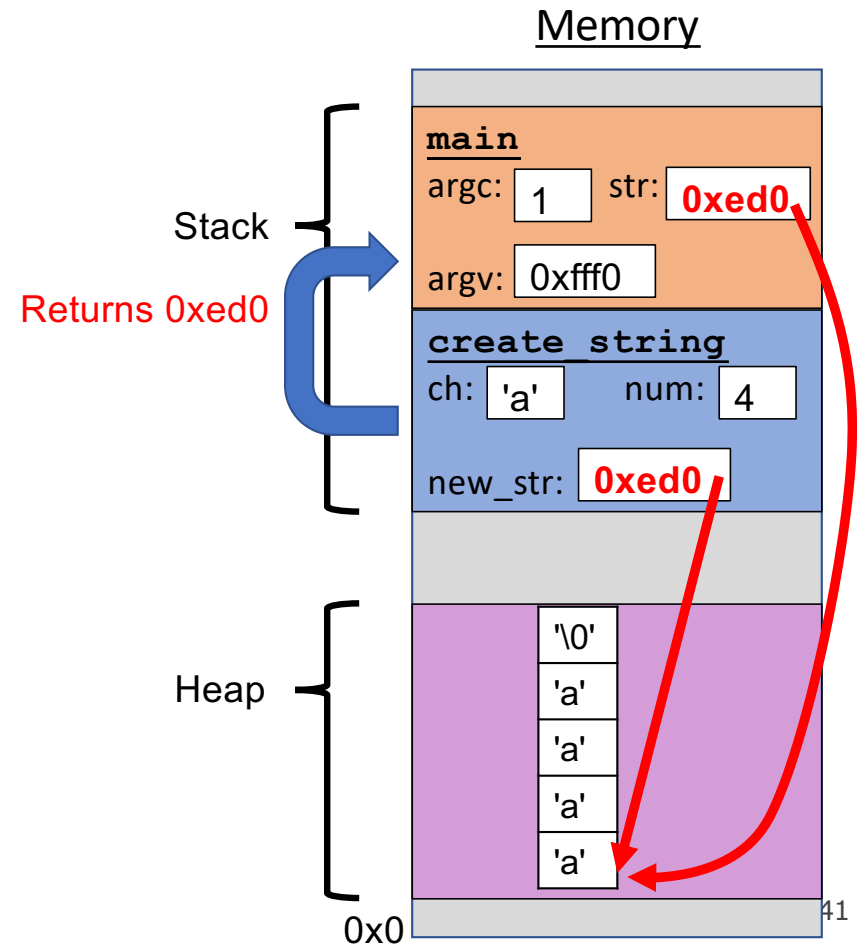 Memory
main
argc: 1 str: 0xed0
Stack
argv: 0xfff0
Returns 0xed0
create_string
ch: 'a' num: 4
new_str: 0xed0
'\0'
Heap
'a'
'a'
'a'
'a'
0x0
41